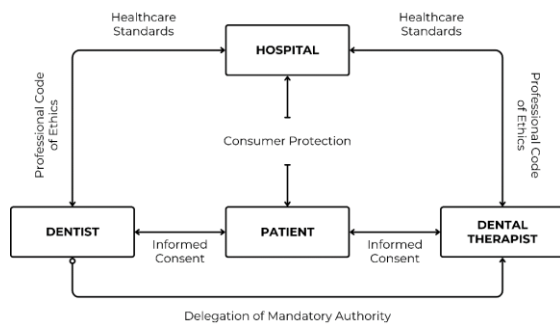 Healthcare
Standards
Healthcare
Standards
HOSPITAL
Professional Code
of Ethics
Professional Code
of Ethics
Consumer Protection
DENTIST
Informed
Consent
PATIENT
Informed
Consent
DENTAL
THERAPIST
Delegation of Mandatory Authority